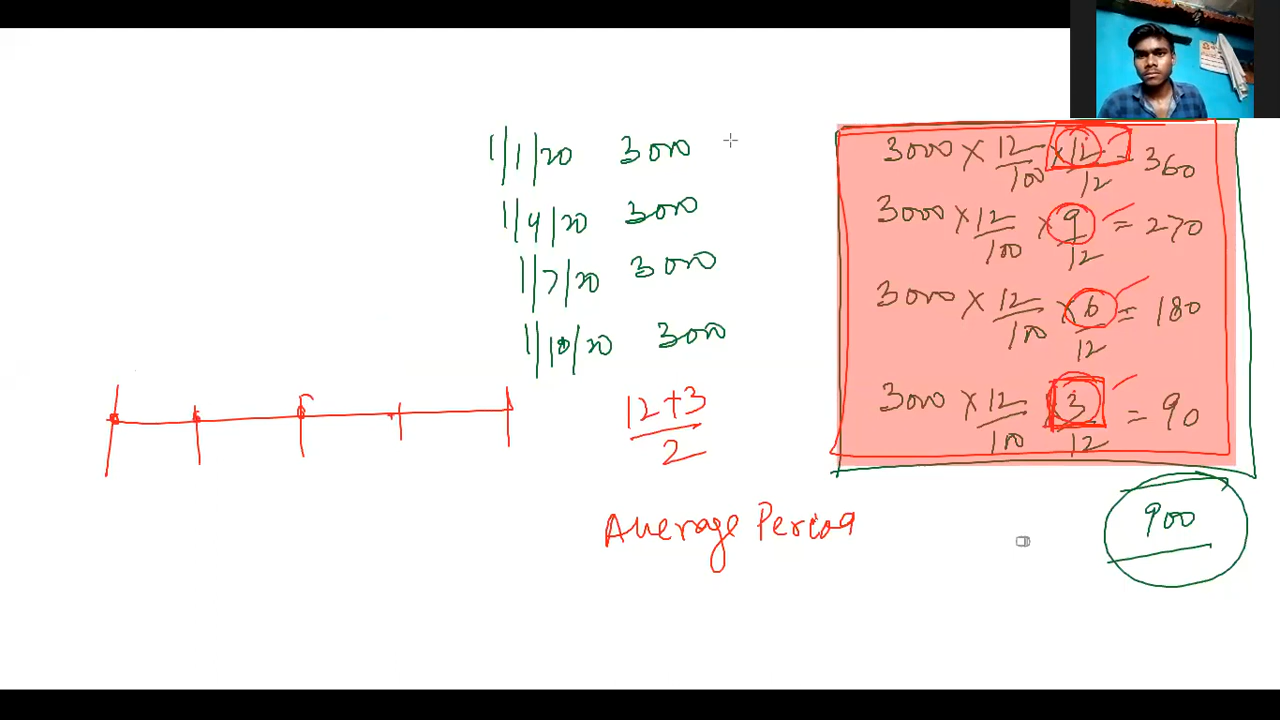 1/1/20 3000
1/4/20 3000
1/7/20 3000
1/10/20 3000
12+3
2
Average Period
3000 × 12/100 × 12/12 = 360
3000 × 12/100 × 9/12 = 270
3000 × 12/100 × 6/12 = 180
3000 × 12/100 × 3/12 = 90
900